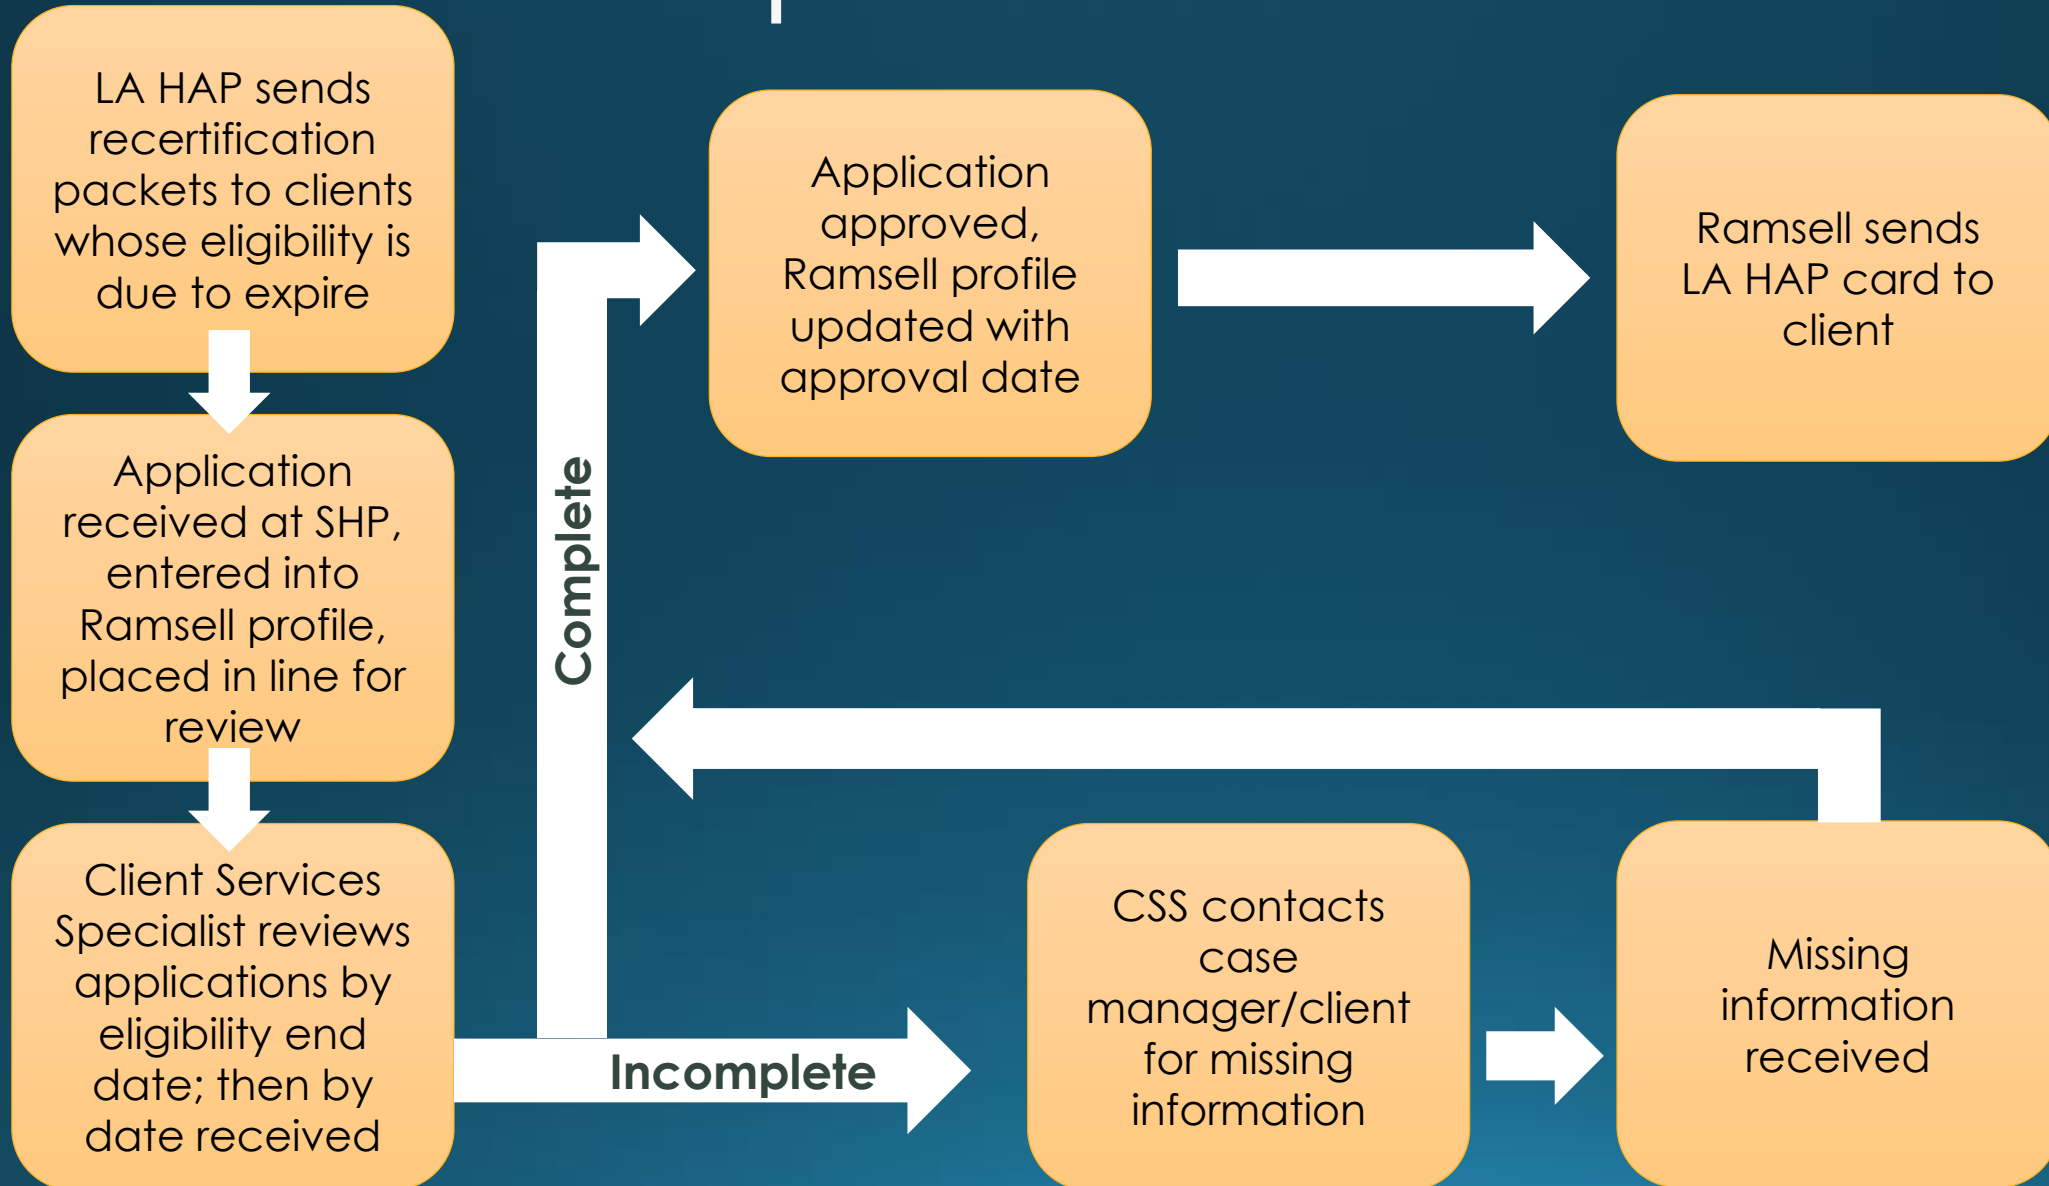 LA HAP sends
recertification
packets to clients
whose eligibility is
due to expire
Application
received at SHP,
entered into
Ramsell profile,
placed in line for
review
Client Services
Specialist reviews
applications by
eligibility end
date; then by
date received
Complete
Incomplete
Application
approved,
Ramsell profile
updated with
approval date
Ramsell sends
LA HAP card to
client
CSS contacts
case
manager/client
for missing
information
Missing
information
received